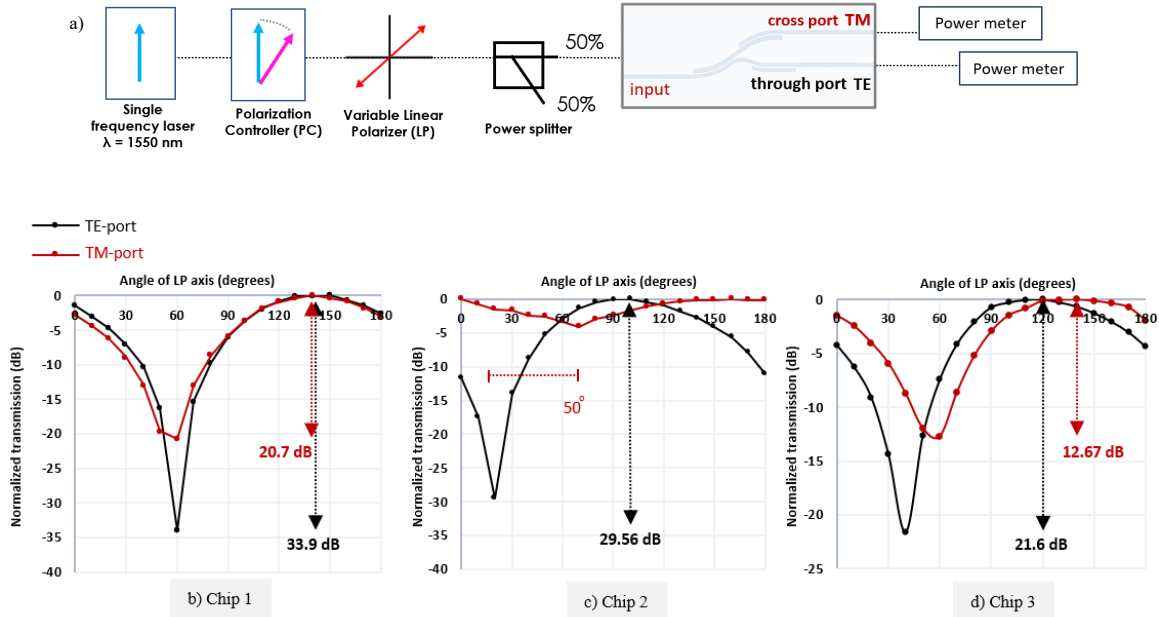 a)
Single
frequency laser
λ = 1550 nm
Polarization
Controller (PC)
Variable Linear
Polarizer (LP)
50%
50%
Power splitter
cross port TM
input
through port TE
Power meter
Power meter
TE-port
TM-port
Angle of LP axis (degrees)
0 30 60 90 120 150 180
0
-5
-10
-15
-20
-25
-30
-35
-40
Normalized transmission (dB)
20.7 dB
33.9 dB
b) Chip 1
Angle of LP axis (degrees)
0 30 60 90 120 150 180
0
-5
-10
-15
-20
-25
-30
-35
-40
Normalized transmission (dB)
50°
29.56 dB
c) Chip 2
Angle of LP axis (degrees)
0 30 60 90 120 150 180
0
-5
-10
-15
-20
-25
Normalized transmission (dB)
12.67 dB
21.6 dB
d) Chip 3